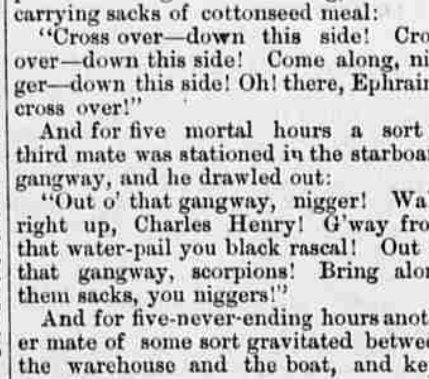 carrying sacks of cottonseed meal:
"Cross over—down this side! Cro
over—down this side! Come along, ni
ger—down this side! Oh! there, Ephrain
cross over!"
And for five mortal hours a sort
third mate was stationed in the starboa
gangway, and he drawled out:
"Out o' that gangway, nigger! Wa
right up, Charles Henry! G'way fro
that water-pail you black rascal! Out
that gangway, scorpions! Bring alon
them sacks, you niggers!"
And for five-never-ending hours anot
er mate of some sort gravitated betwee
the warehouse and the boat, and ke